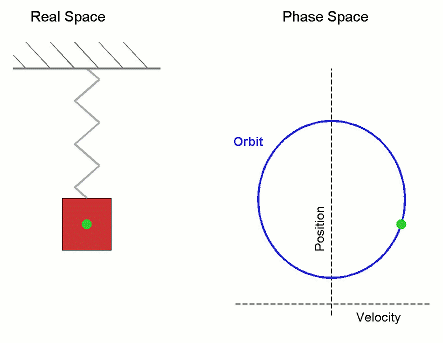 Real Space
Phase Space
Orbit
Position
Velocity